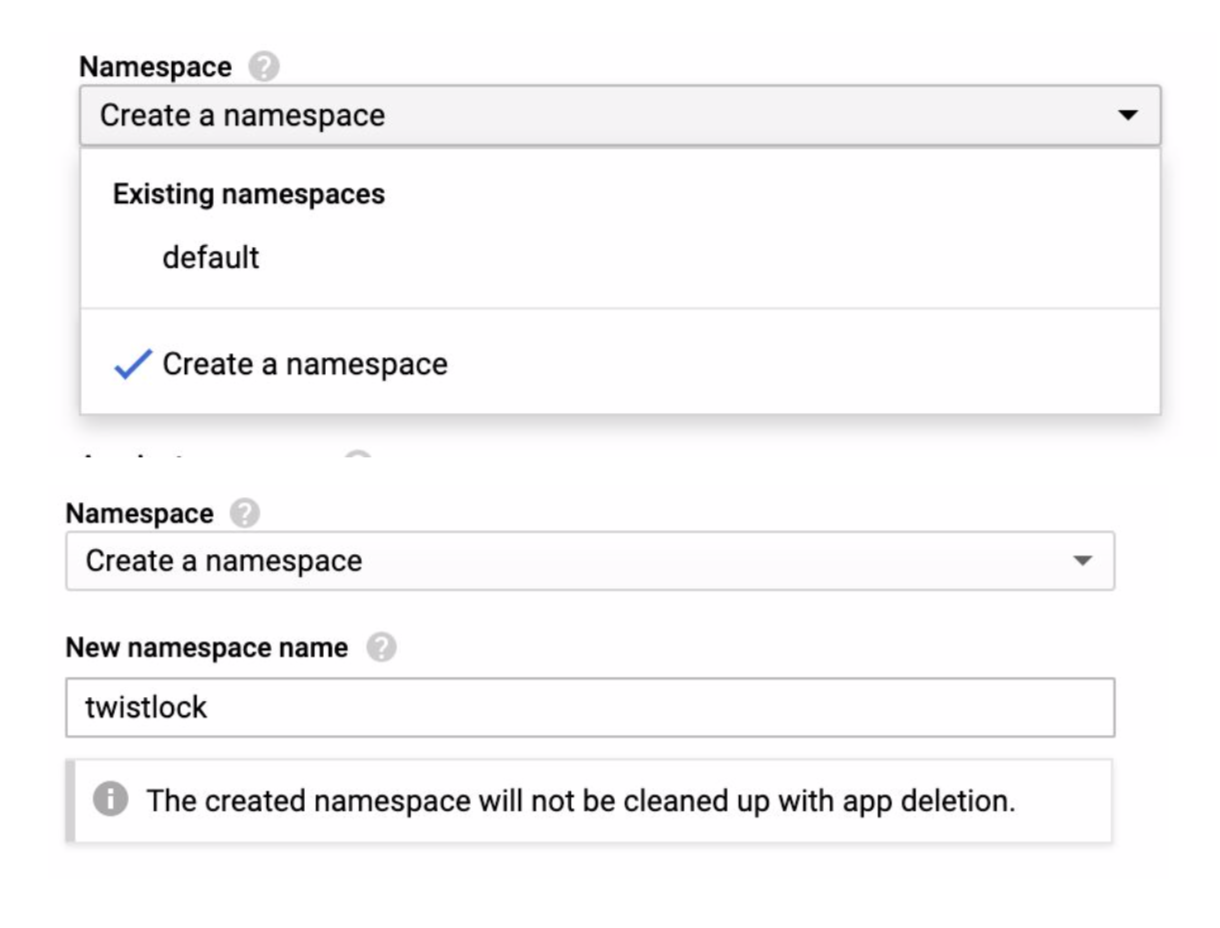 Namespace ?
Create a namespace
Existing namespaces
default
Create a namespace
Namespace ?
Create a namespace
New namespace name ?
twistlock
The created namespace will not be cleaned up with app deletion.